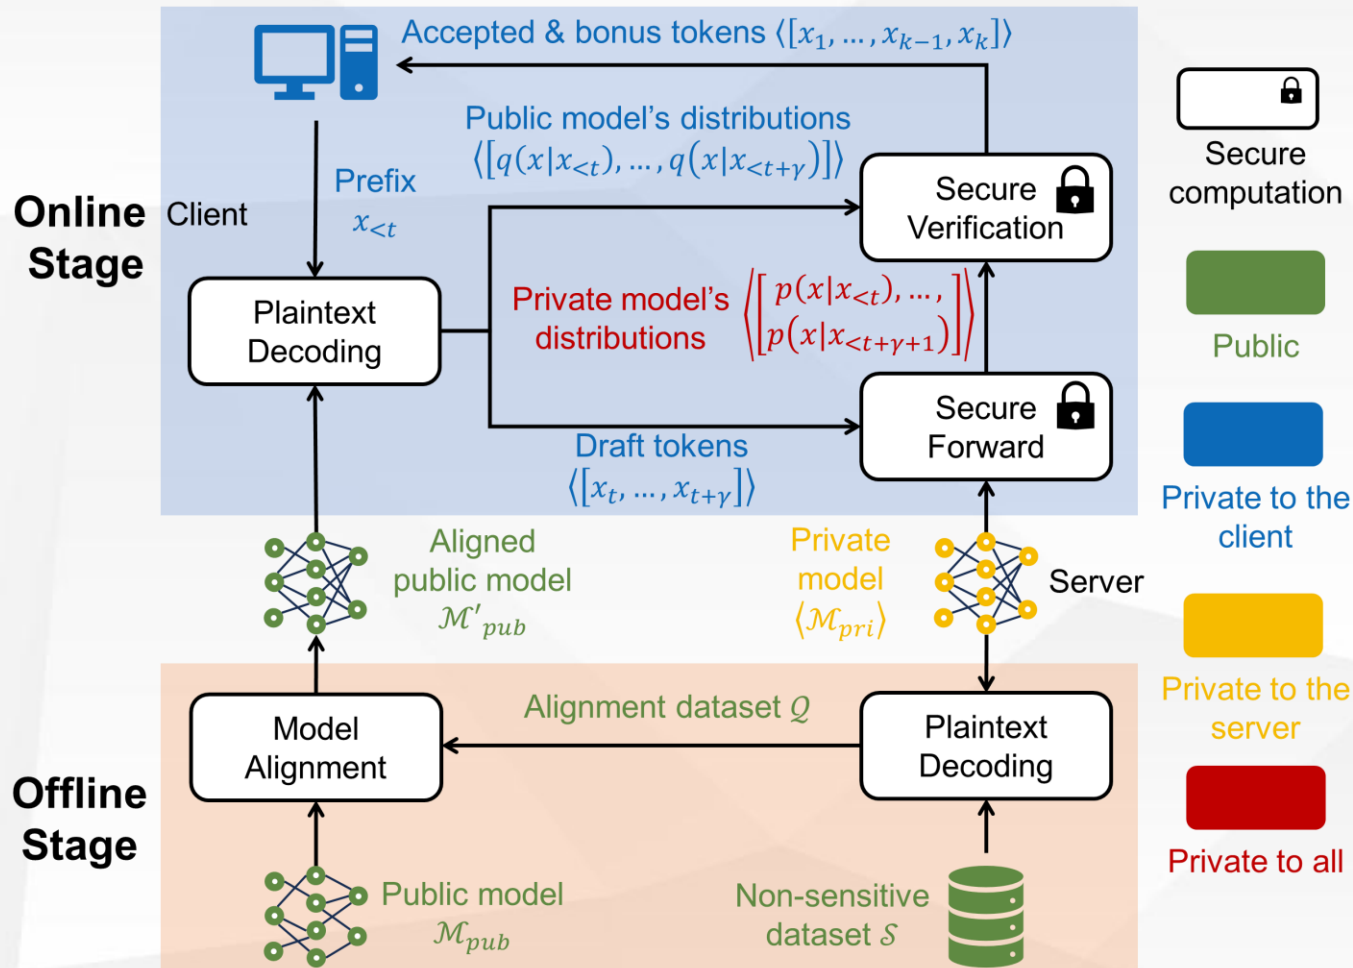 Accepted & bonus tokens ⟨[x₁, …, xₖ₋₁, xₖ]⟩
Public model's distributions
⟨[q(x|x<t), …, q(x|x<t+γ)]⟩
Prefix
x<t
Online
Stage
Client
Secure
Verification
Plaintext
Decoding
Private model's
distributions
⟨[p(x|x<t), …,
p(x|x<t+γ+1)]⟩
Secure
Forward
Draft tokens
⟨[xₜ, …, xₜ₊γ]⟩
Aligned
public model
ℳ′pub
Private
model
⟨ℳpri⟩
Server
Offline
Stage
Model
Alignment
Alignment dataset 𝒬
Plaintext
Decoding
Public model
ℳpub
Non-sensitive
dataset 𝒮
Secure
computation
Public
Private to the
client
Private to the
server
Private to all